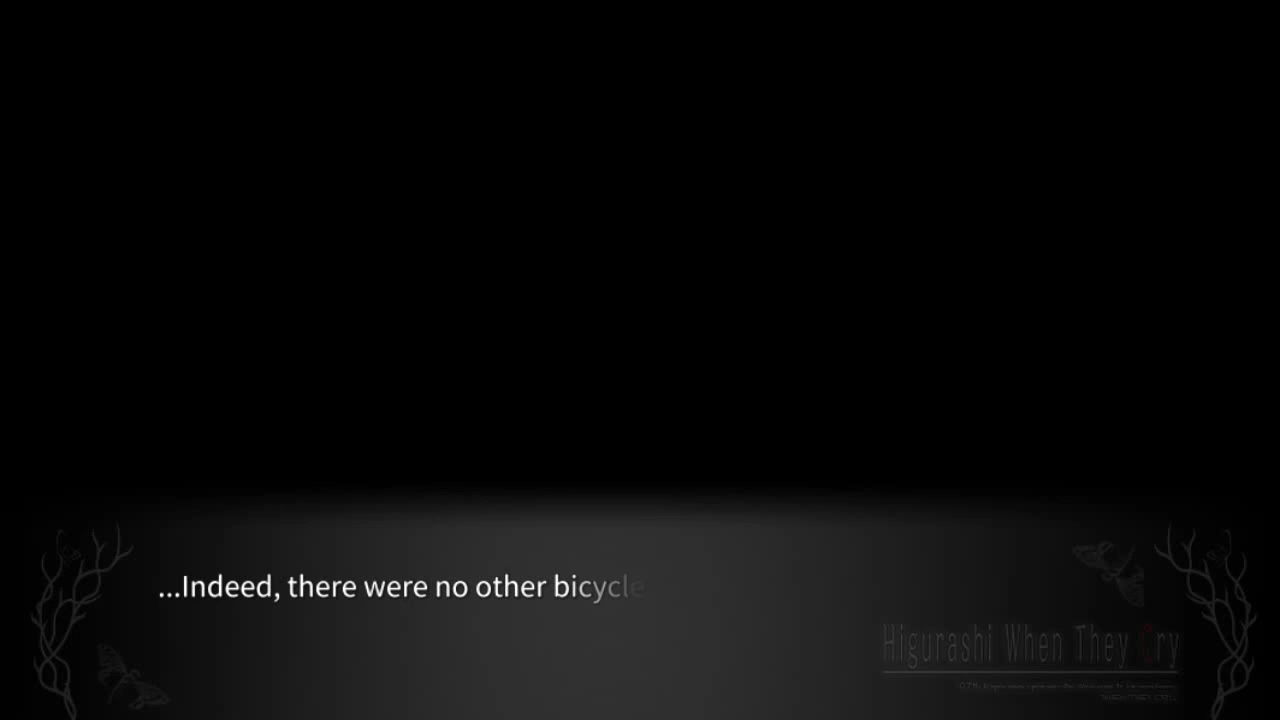 ...Indeed, there were no other bicycle
Higurashi When They Cry